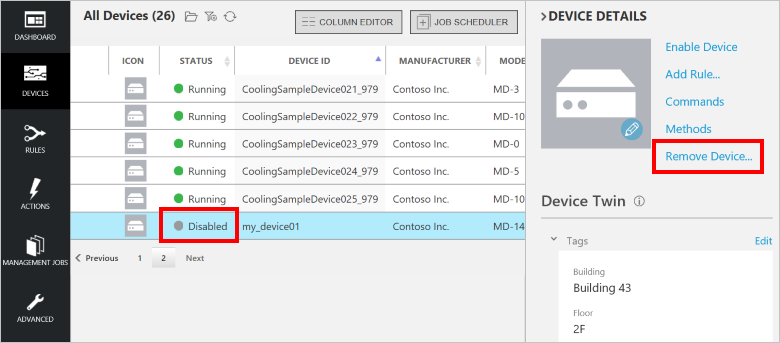 DASHBOARD
DEVICES
RULES
ACTIONS
MANAGEMENT JOBS
ADVANCED
All Devices (26)
COLUMN EDITOR
JOB SCHEDULER
ICON STATUS DEVICE ID MANUFACTURER MODE
Running CoolingSampleDevice021_979 Contoso Inc. MD-3
Running CoolingSampleDevice022_979 Contoso Inc. MD-10
Running CoolingSampleDevice023_979 Contoso Inc. MD-0
Running CoolingSampleDevice024_979 Contoso Inc. MD-5
Running CoolingSampleDevice025_979 Contoso Inc. MD-10
Disabled my_device01 Contoso Inc. MD-14
Previous 1 2 Next
DEVICE DETAILS
Enable Device
Add Rule...
Commands
Methods
Remove Device...
Device Twin
Tags Edit
Building
Building 43
Floor
2F